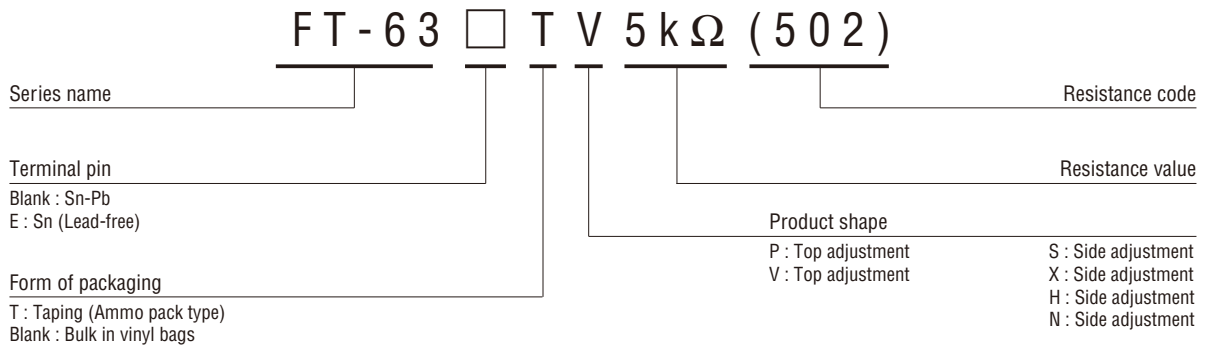 FT-63 □ T V 5kΩ (502)
Series name
Resistance code
Terminal pin
Resistance value
Blank : Sn-Pb
E : Sn (Lead-free)
Product shape
P : Top adjustment
S : Side adjustment
V : Top adjustment
X : Side adjustment
Form of packaging
H : Side adjustment
T : Taping (Ammo pack type)
N : Side adjustment
Blank : Bulk in vinyl bags